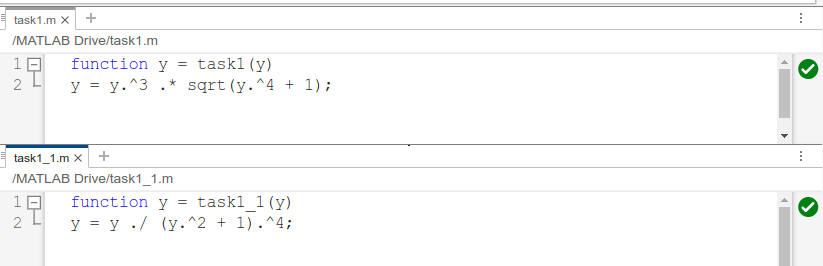 task1.m × +
/MATLAB Drive/task1.m
1 function y = task1(y)
2 y = y.^3 .* sqrt(y.^4 + 1);
task1_1.m × +
/MATLAB Drive/task1_1.m
1 function y = task1_1(y)
2 y = y ./ (y.^2 + 1).^4;